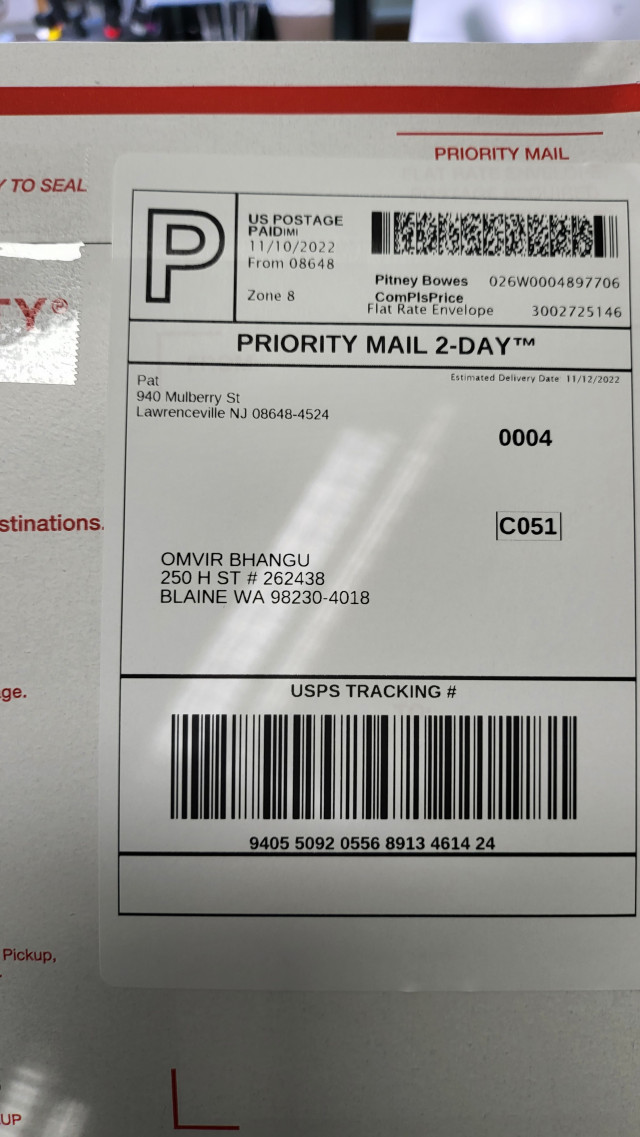 PRIORITY MAIL
TO SEAL
US POSTAGE
PAID IMI
11/10/2022
From 08648
Zone 8
Pitney Bowes 026W0004897706
ComPlsPrice
Flat Rate Envelope 3002725146
PRIORITY MAIL 2-DAY™
Estimated Delivery Date 11/12/2022
Pat
940 Mulberry St
Lawrenceville NJ 08648-4524
0004
C051
OMVIR BHANGU
250 H ST # 262438
BLAINE WA 98230-4018
USPS TRACKING #
9405 5092 0556 8913 4614 24
TY®
stinations.
ge.
Pickup,
UP
P